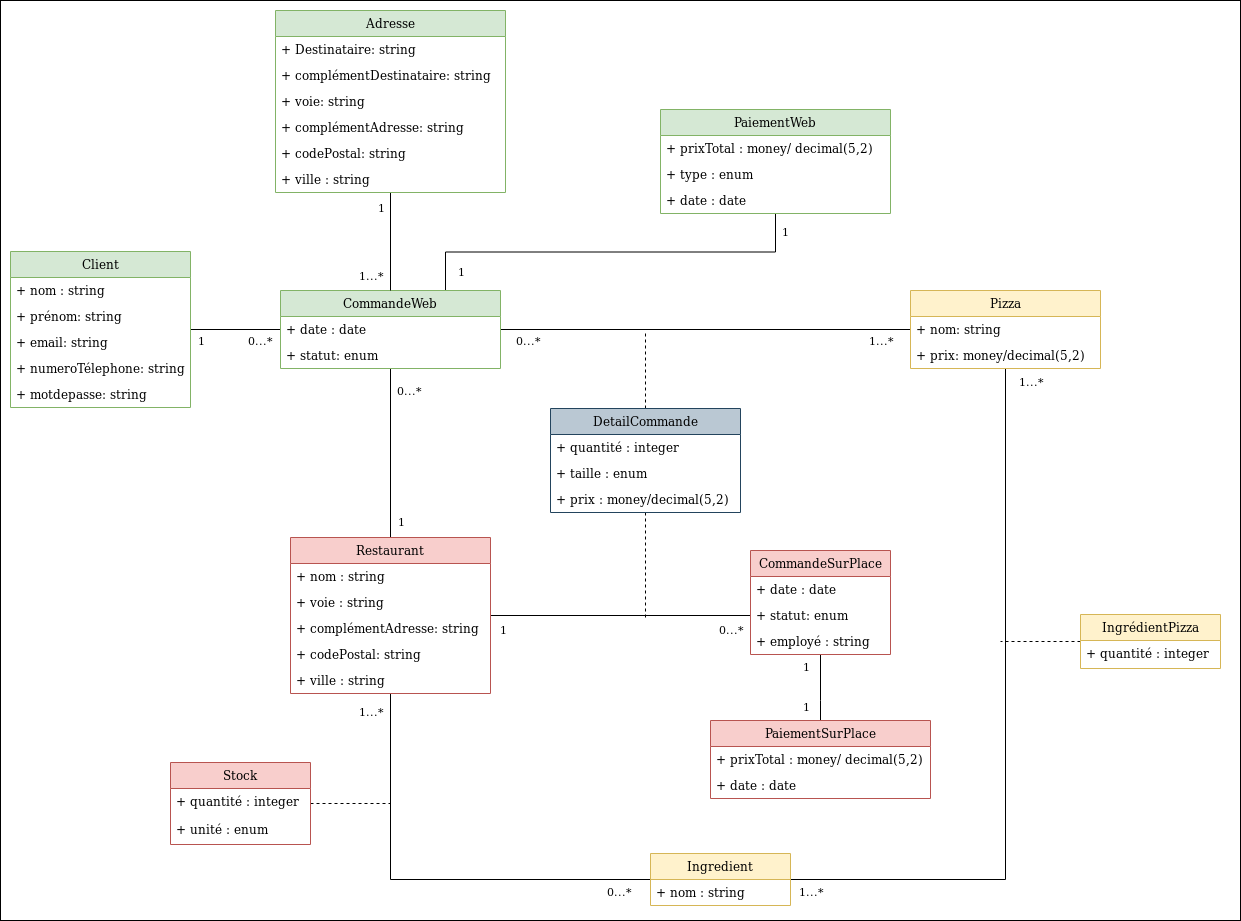 Adresse
+ Destinataire: string
+ complémentDestinataire: string
+ voie: string
+ complémentAdresse: string
+ codePostal: string
+ ville : string
1
1...*
PaiementWeb
+ prixTotal : money/ decimal(5,2)
+ type : enum
+ date : date
1
1
Client
+ nom : string
+ prénom: string
+ email: string
+ numeroTélephone: string
+ motdepasse: string
1
0...*
CommandeWeb
+ date : date
+ statut: enum
0...*
1...*
Pizza
+ nom: string
+ prix: money/decimal(5,2)
1...*
0...*
1
DetailCommande
+ quantité : integer
+ taille : enum
+ prix : money/decimal(5,2)
Restaurant
+ nom : string
+ voie : string
+ complémentAdresse: string
+ codePostal: string
+ ville : string
1
0...*
CommandeSurPlace
+ date : date
+ statut: enum
+ employé : string
1
1
PaiementSurPlace
+ prixTotal : money/ decimal(5,2)
+ date : date
IngrédientPizza
+ quantité : integer
1...*
Stock
+ quantité : integer
+ unité : enum
0...*
Ingredient
+ nom : string
1...*